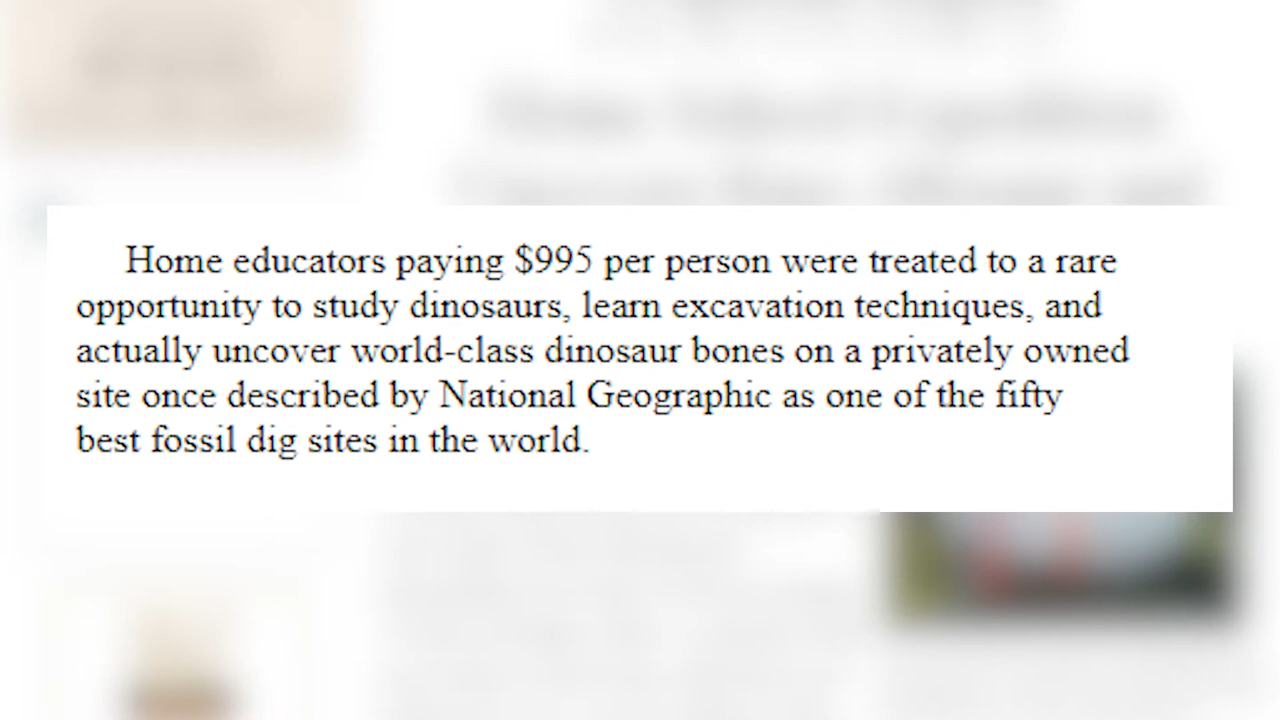 Home educators paying $995 per person were treated to a rare
opportunity to study dinosaurs, learn excavation techniques, and
actually uncover world-class dinosaur bones on a privately owned
site once described by National Geographic as one of the fifty
best fossil dig sites in the world.